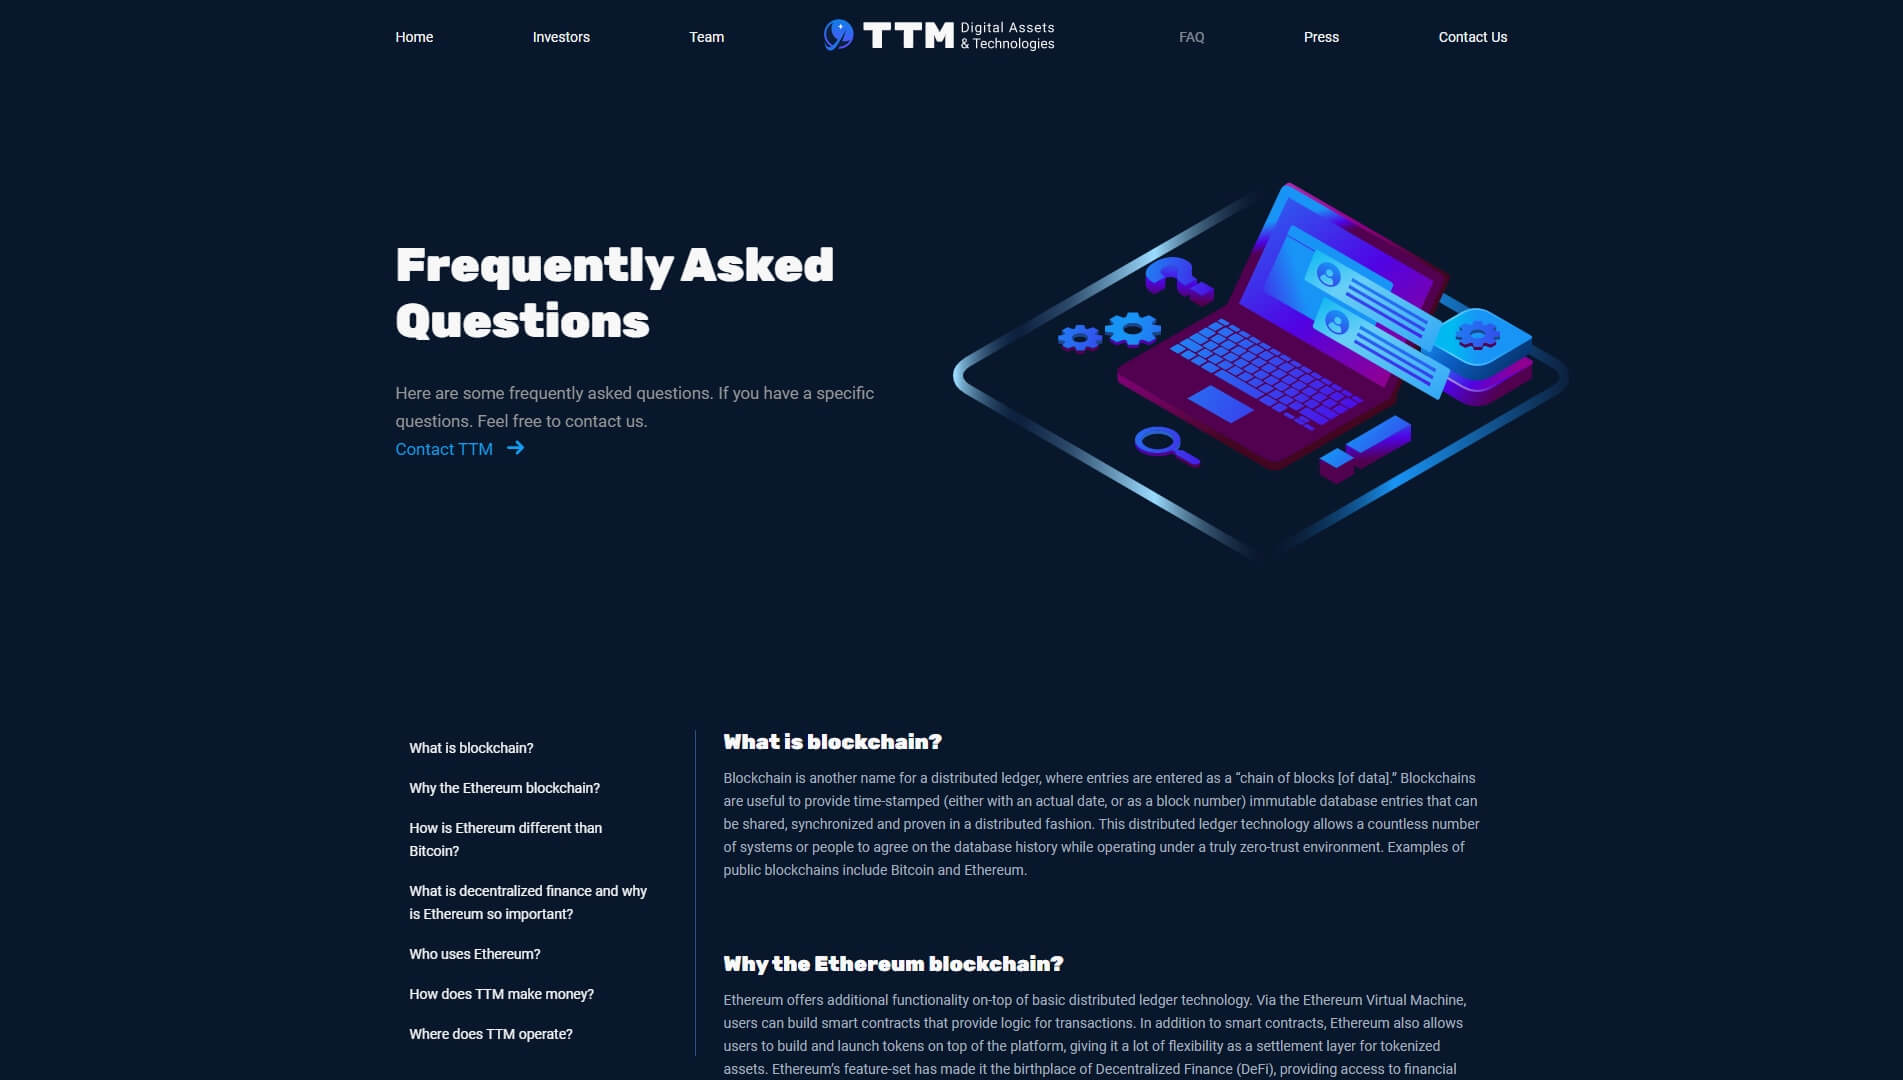 Home
Investors
Team
TTM
Digital Assets
& Technologies
FAQ
Press
Contact Us
Frequently Asked
Questions
Here are some frequently asked questions. If you have a specific
questions. Feel free to contact us.
Contact TTM
What is blockchain?
Why the Ethereum blockchain?
How is Ethereum different than
Bitcoin?
What is decentralized finance and why
is Ethereum so important?
Who uses Ethereum?
How does TTM make money?
Where does TTM operate?
What is blockchain?
Blockchain is another name for a distributed ledger, where entries are entered as a “chain of blocks [of data].” Blockchains
are useful to provide time-stamped (either with an actual date, or as a block number) immutable database entries that can
be shared, synchronized and proven in a distributed fashion. This distributed ledger technology allows a countless number
of systems or people to agree on the database history while operating under a truly zero-trust environment. Examples of
public blockchains include Bitcoin and Ethereum.
Why the Ethereum blockchain?
Ethereum offers additional functionality on-top of basic distributed ledger technology. Via the Ethereum Virtual Machine,
users can build smart contracts that provide logic for transactions. In addition to smart contracts, Ethereum also allows
users to build and launch tokens on top of the platform, giving it a lot of flexibility as a settlement layer for tokenized
assets. Ethereum’s feature-set has made it the birthplace of Decentralized Finance (DeFi), providing access to financial